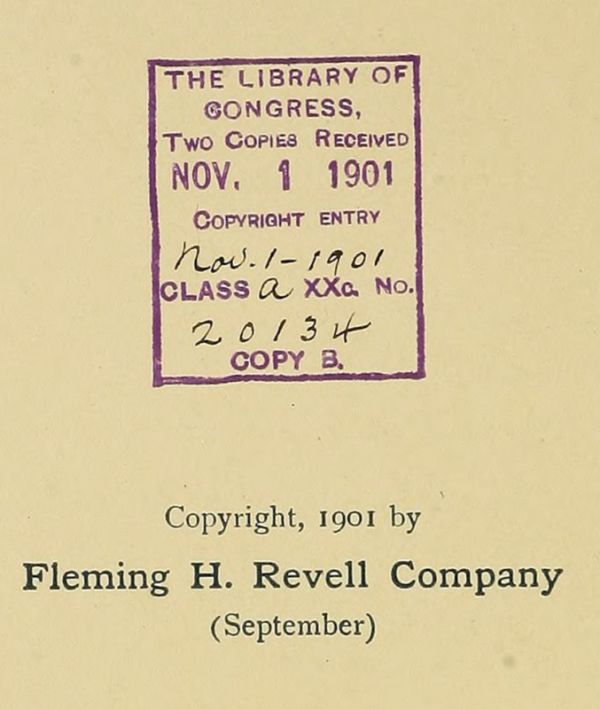 THE LIBRARY OF
CONGRESS,
TWO COPIES RECEIVED
NOV. 1 1901
COPYRIGHT ENTRY
Nov. 1-1901
CLASS a XXc. No.
20134
COPY B.
Copyright, 1901 by
Fleming H. Revell Company
(September)